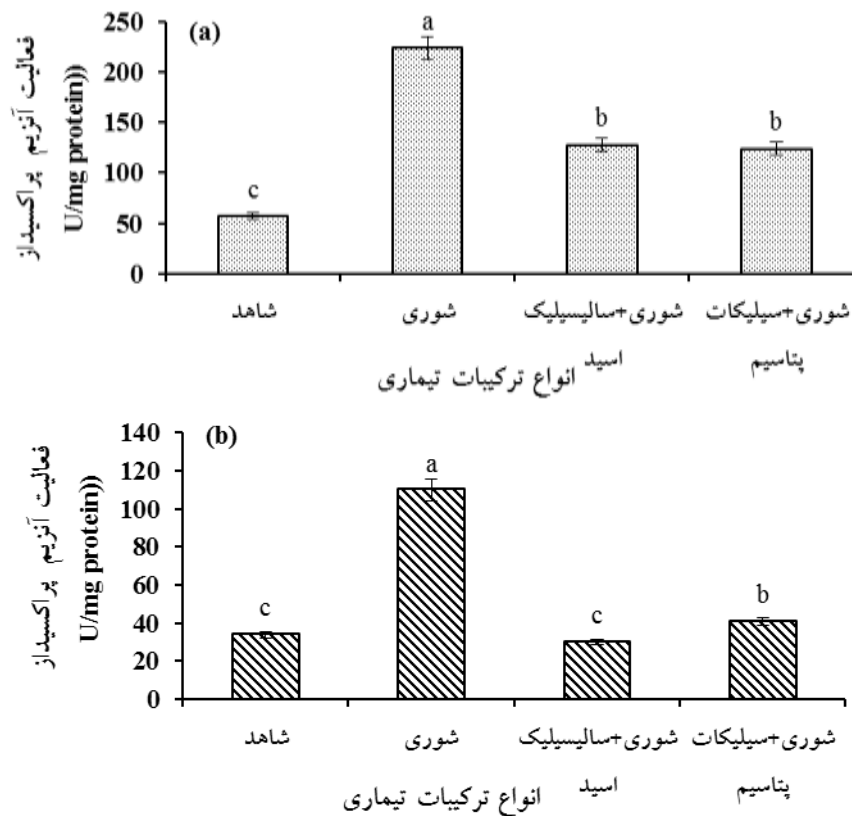 (a)
فعالیت آنزیم پراکسیداز
U/mg protein))
300
250
200
150
100
50
0
c
a
b
b
شاهد
شوری
شوری+سالیسیلیک
اسید
شوری+سیلیکات
پتاسیم
انواع ترکیبات تیماری
(b)
فعالیت آنزیم پراکسیداز
U/mg protein))
140
120
100
80
60
40
20
0
c
a
c
b
شاهد
شوری
شوری+سالیسیلیک
اسید
شوری+سیلیکات
پتاسیم
انواع ترکیبات تیماری